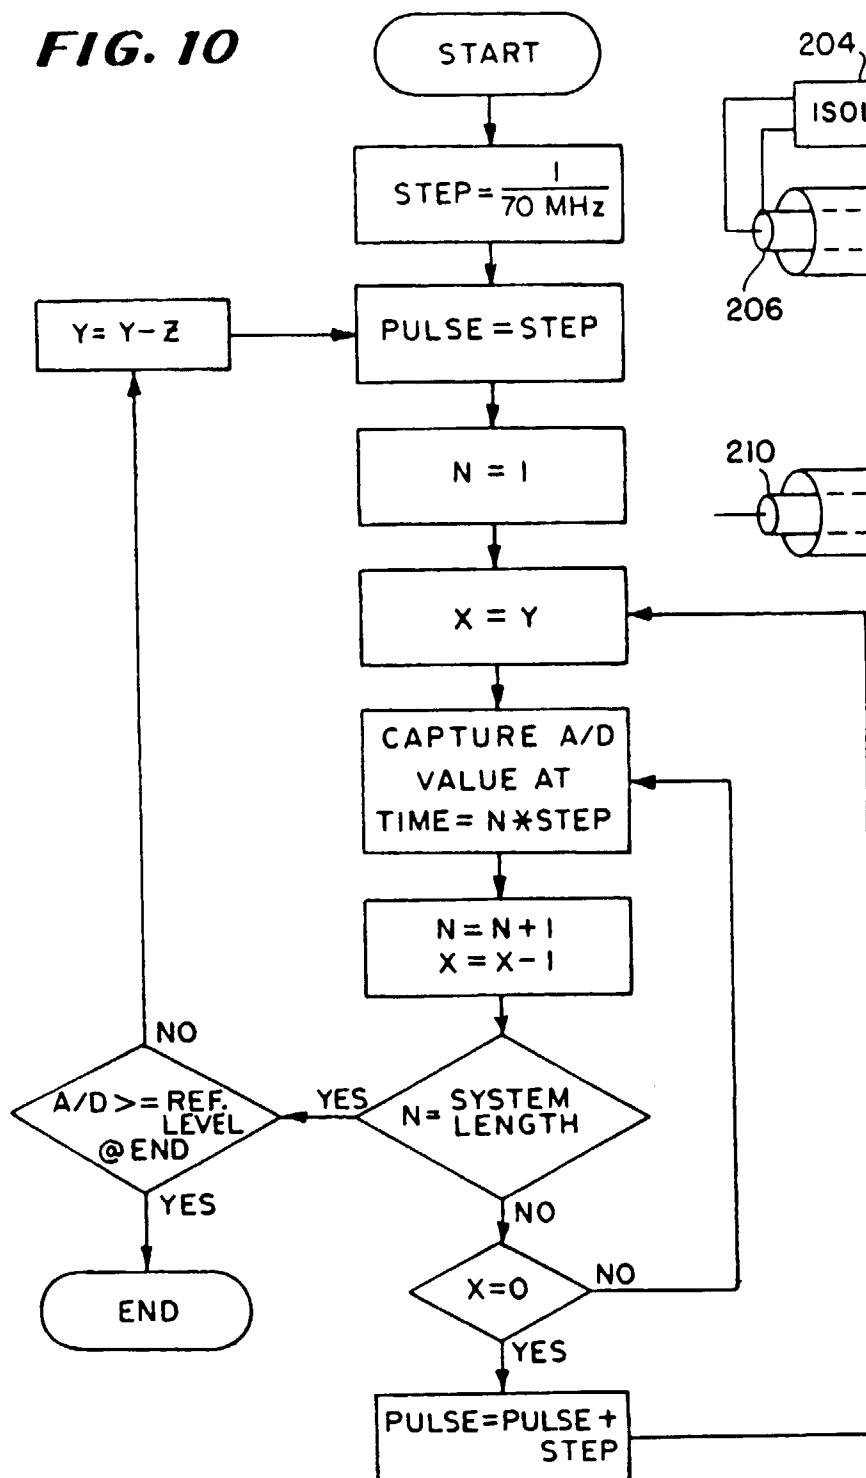 FIG. 10
START
STEP = 1
70 MHz
PULSE = STEP
Y = Y - Z
N = 1
X = Y
CAPTURE A/D
VALUE AT
TIME = N*STEP
N = N + 1
X = X - 1
N = SYSTEM
LENGTH
YES
NO
A/D >= REF.
LEVEL
@ END
NO
YES
END
X = 0
NO
YES
PULSE = PULSE +
STEP
204
ISOL
206
210